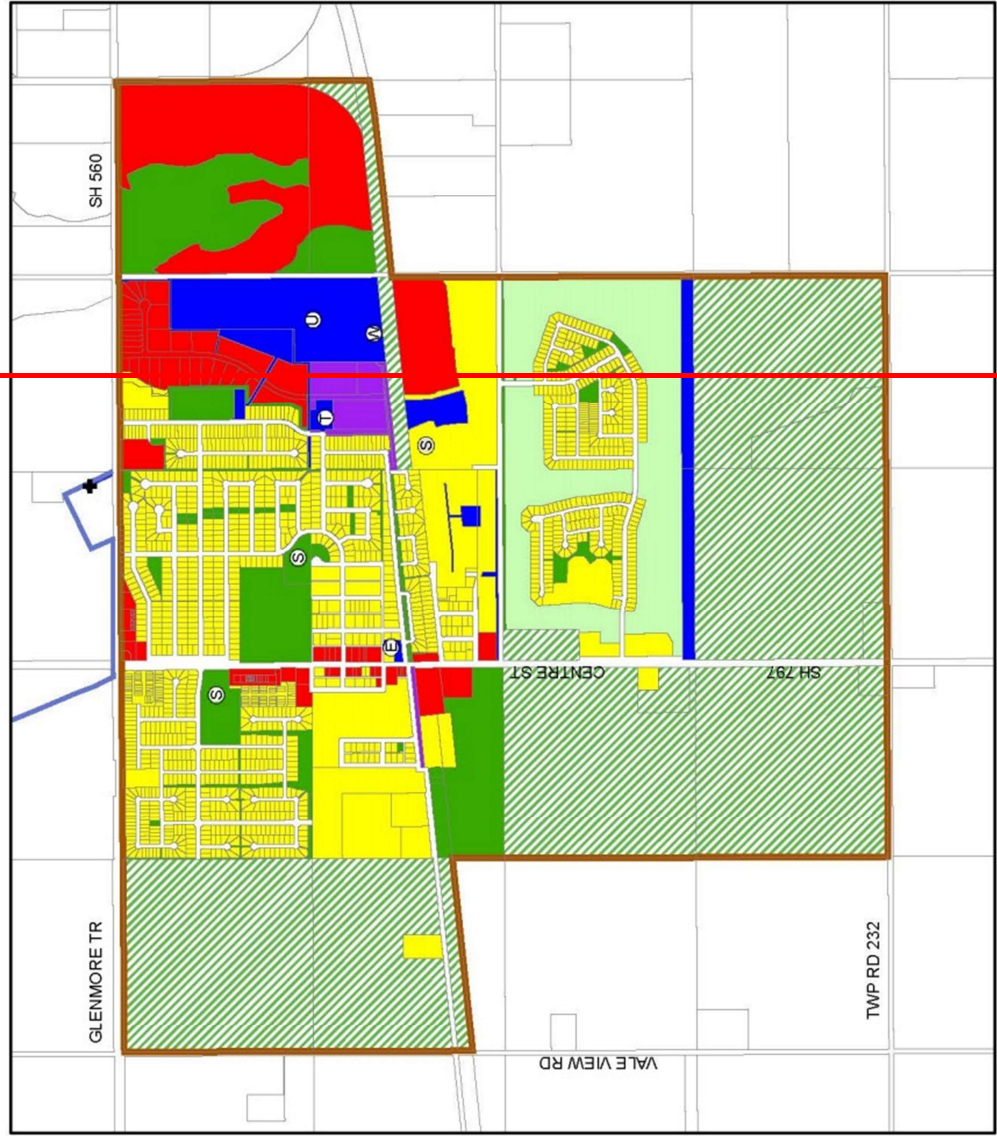 SH 560
U
W
T
S
S
E
S
CENTRE ST
SH 797
GLENMORE TR
TWP RD 232
VALE VIEW RD